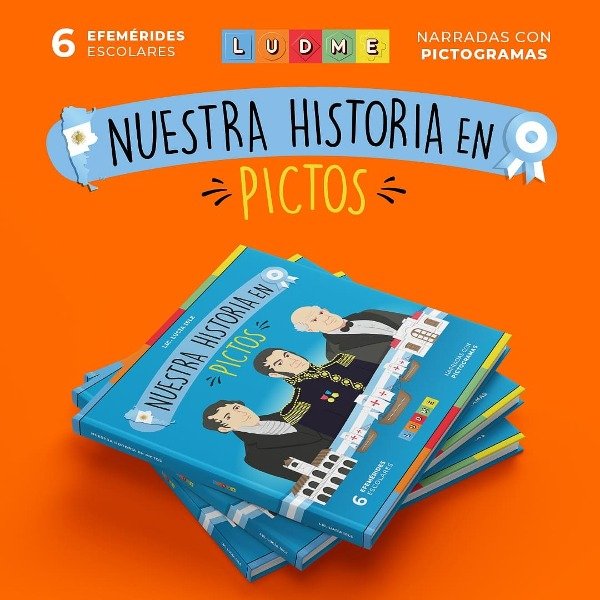 6 EFEMÉRIDES
ESCOLARES
LUDME
NARRADAS CON
PICTOGRAMAS
NUESTRA HISTORIA EN
PICTOS
NUESTRA HISTORIA EN
PICTOS
NARRADAS CON
PICTOGRAMAS
LUDME
6 EFEMÉRIDES
ESCOLARES